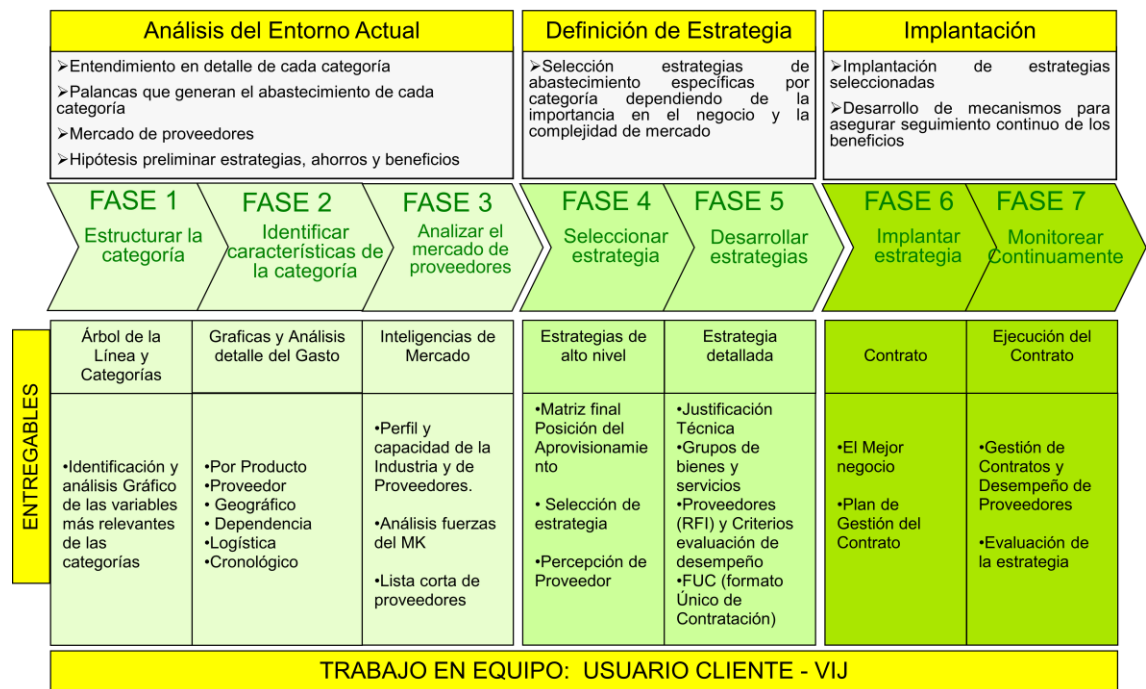 Análisis del Entorno Actual
➢Entendimiento en detalle de cada categoría
➢Palancas que generan el abastecimiento de cada
categoría
➢Mercado de proveedores
➢Hipótesis preliminar estrategias, ahorros y beneficios
Definición de Estrategia
➢Selección estrategias de
abastecimiento específicas por
categoría dependiendo de la
importancia en el negocio y la
complejidad de mercado
Implantación
➢Implantación de estrategias
seleccionadas
➢Desarrollo de mecanismos para
asegurar seguimiento continuo de los
beneficios
FASE 1
Estructurar la
categoría
FASE 2
Identificar
características de
la categoría
FASE 3
Analizar el
mercado de
proveedores
FASE 4
Seleccionar
estrategia
FASE 5
Desarrollar
estrategias
FASE 6
Implantar
estrategia
FASE 7
Monitorear
Continuamente
ENTREGABLES
Árbol de la
Línea y
Categorías
Graficas y Análisis
detalle del Gasto
Inteligencias de
Mercado
Estrategias de
alto nivel
Estrategia
detallada
Contrato
Ejecución del
Contrato
•Identificación y
análisis Gráfico
de las variables
más relevantes
de las
categorías
•Por Producto
•Proveedor
• Geográfico
• Dependencia
•Logística
•Cronológico
•Perfil y
capacidad de la
Industria y de
Proveedores.
•Análisis fuerzas
del MK
•Lista corta de
proveedores
•Matriz final
Posición del
Aprovisionamie
nto
• Selección de
estrategia
•Percepción de
Proveedor
•Justificación
Técnica
•Grupos de
bienes y
servicios
•Proveedores
(RFI) y Criterios
evaluación de
desempeño
•FUC (formato
Único de
Contratación)
•El Mejor
negocio
•Plan de
Gestión del
Contrato
•Gestión de
Contratos y
Desempeño de
Proveedores
•Evaluación de
la estrategia
TRABAJO EN EQUIPO: USUARIO CLIENTE - VIJ